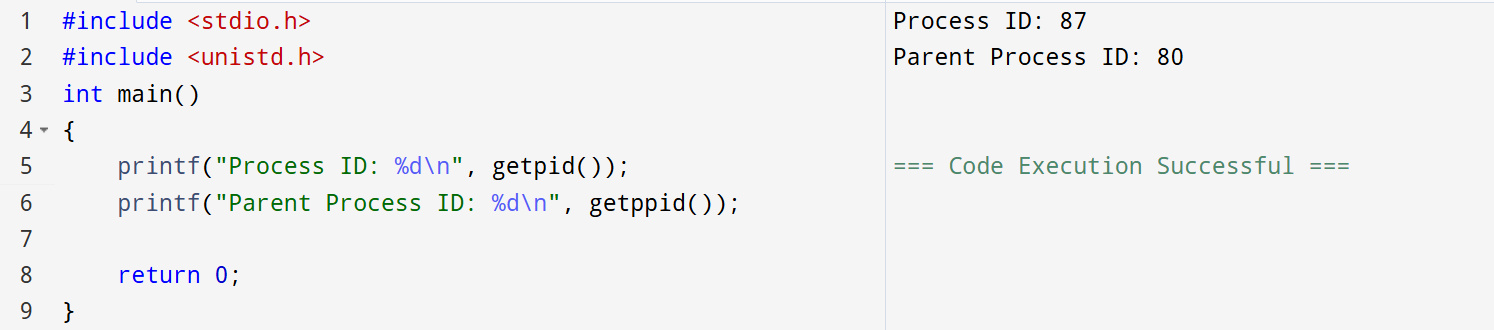 1 #include <stdio.h>
2 #include <unistd.h>
3 int main()
4 {
5     printf("Process ID: %d\n", getpid());
6     printf("Parent Process ID: %d\n", getppid());
7
8     return 0;
9 }
Process ID: 87
Parent Process ID: 80
=== Code Execution Successful ===